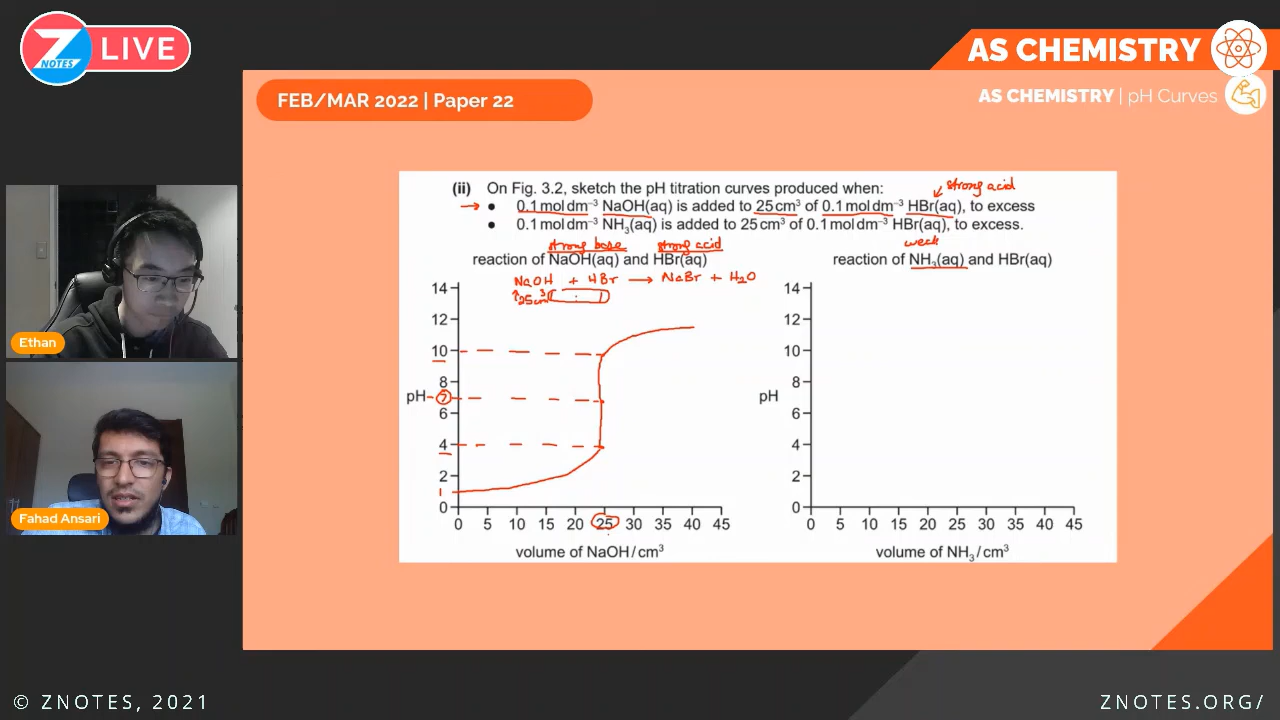 Z NOTES LIVE
AS CHEMISTRY
FEB/MAR 2022 | Paper 22
AS CHEMISTRY | pH Curves
strong acid
(ii) On Fig. 3.2, sketch the pH titration curves produced when:
→ • 0.1 mol dm⁻³ NaOH(aq) is added to 25 cm³ of 0.1 mol dm⁻³ HBr(aq), to excess
• 0.1 mol dm⁻³ NH₃(aq) is added to 25 cm³ of 0.1 mol dm⁻³ HBr(aq), to excess.
strong base strong acid
weak
reaction of NaOH(aq) and HBr(aq)
reaction of NH₃(aq) and HBr(aq)
NaOH + HBr → NaBr + H₂O
25cm³
14
12
10
8
pH 7
6
4
2
1
0
0 5 10 15 20 25 30 35 40 45
volume of NaOH/cm³
14
12
10
8
pH
6
4
2
0
0 5 10 15 20 25 30 35 40 45
volume of NH₃/cm³
Ethan
Fahad Ansari
© ZNOTES, 2021
ZNOTES.ORG/